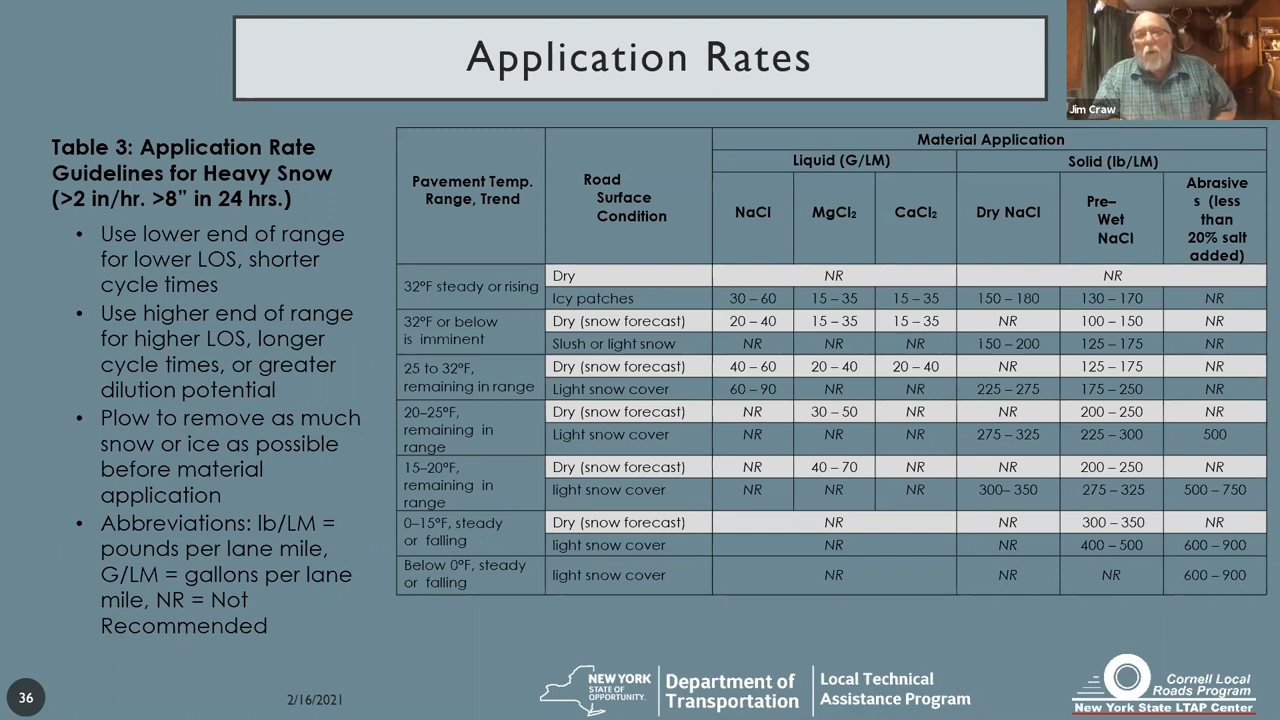 Application Rates
Jim Craw
Table 3: Application Rate
Guidelines for Heavy Snow
(>2 in/hr. >8” in 24 hrs.)
• Use lower end of range
for lower LOS, shorter
cycle times
• Use higher end of range
for higher LOS, longer
cycle times, or greater
dilution potential
• Plow to remove as much
snow or ice as possible
before material
application
• Abbreviations: lb/LM =
pounds per lane mile,
G/LM = gallons per lane
mile, NR = Not
Recommended
Material Application
Liquid (G/LM) Solid (lb/LM)
Pavement Temp.
Range, Trend
Road
Surface
Condition
NaCl MgCl₂ CaCl₂ Dry NaCl
Pre–
Wet
NaCl
Abrasive
s (less
than
20% salt
added)
32°F steady or rising
Dry NR NR
Icy patches 30 – 60 15 – 35 15 – 35 150 – 180 130 – 170 NR
32°F or below
is imminent
Dry (snow forecast) 20 – 40 15 – 35 15 – 35 NR 100 – 150 NR
Slush or light snow NR NR NR 150 – 200 125 – 175 NR
25 to 32°F,
remaining in range
Dry (snow forecast) 40 – 60 20 – 40 20 – 40 NR 125 – 175 NR
Light snow cover 60 – 90 NR NR 225 – 275 175 – 250 NR
20–25°F,
remaining in
range
Dry (snow forecast) NR 30 – 50 NR NR 200 – 250 NR
Light snow cover NR NR NR 275 – 325 225 – 300 500
15–20°F,
remaining in
range
Dry (snow forecast) NR 40 – 70 NR NR 200 – 250 NR
light snow cover NR NR NR 300– 350 275 – 325 500 – 750
0–15°F, steady
or falling
Dry (snow forecast) NR NR 300 – 350 NR
light snow cover NR NR 400 – 500 600 – 900
Below 0°F, steady
or falling
light snow cover NR NR NR 600 – 900
36
2/16/2021
NEW YORK
STATE OF
OPPORTUNITY.
Department of
Transportation
Local Technical
Assistance Program
Cornell Local
Roads Program
New York State LTAP Center